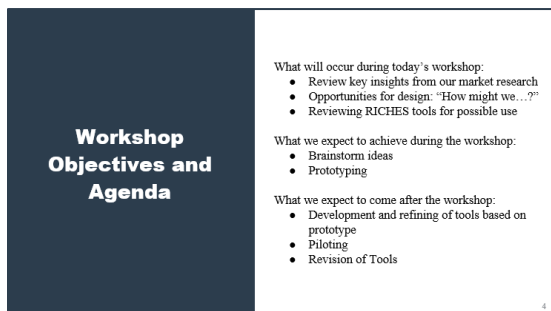 Workshop
Objectives and
Agenda
What will occur during today's workshop:
● Review key insights from our market research
● Opportunities for design: “How might we…?”
● Reviewing RICHES tools for possible use
What we expect to achieve during the workshop:
● Brainstorm ideas
● Prototyping
What we expect to come after the workshop:
● Development and refining of tools based on
prototype
● Piloting
● Revision of Tools
4